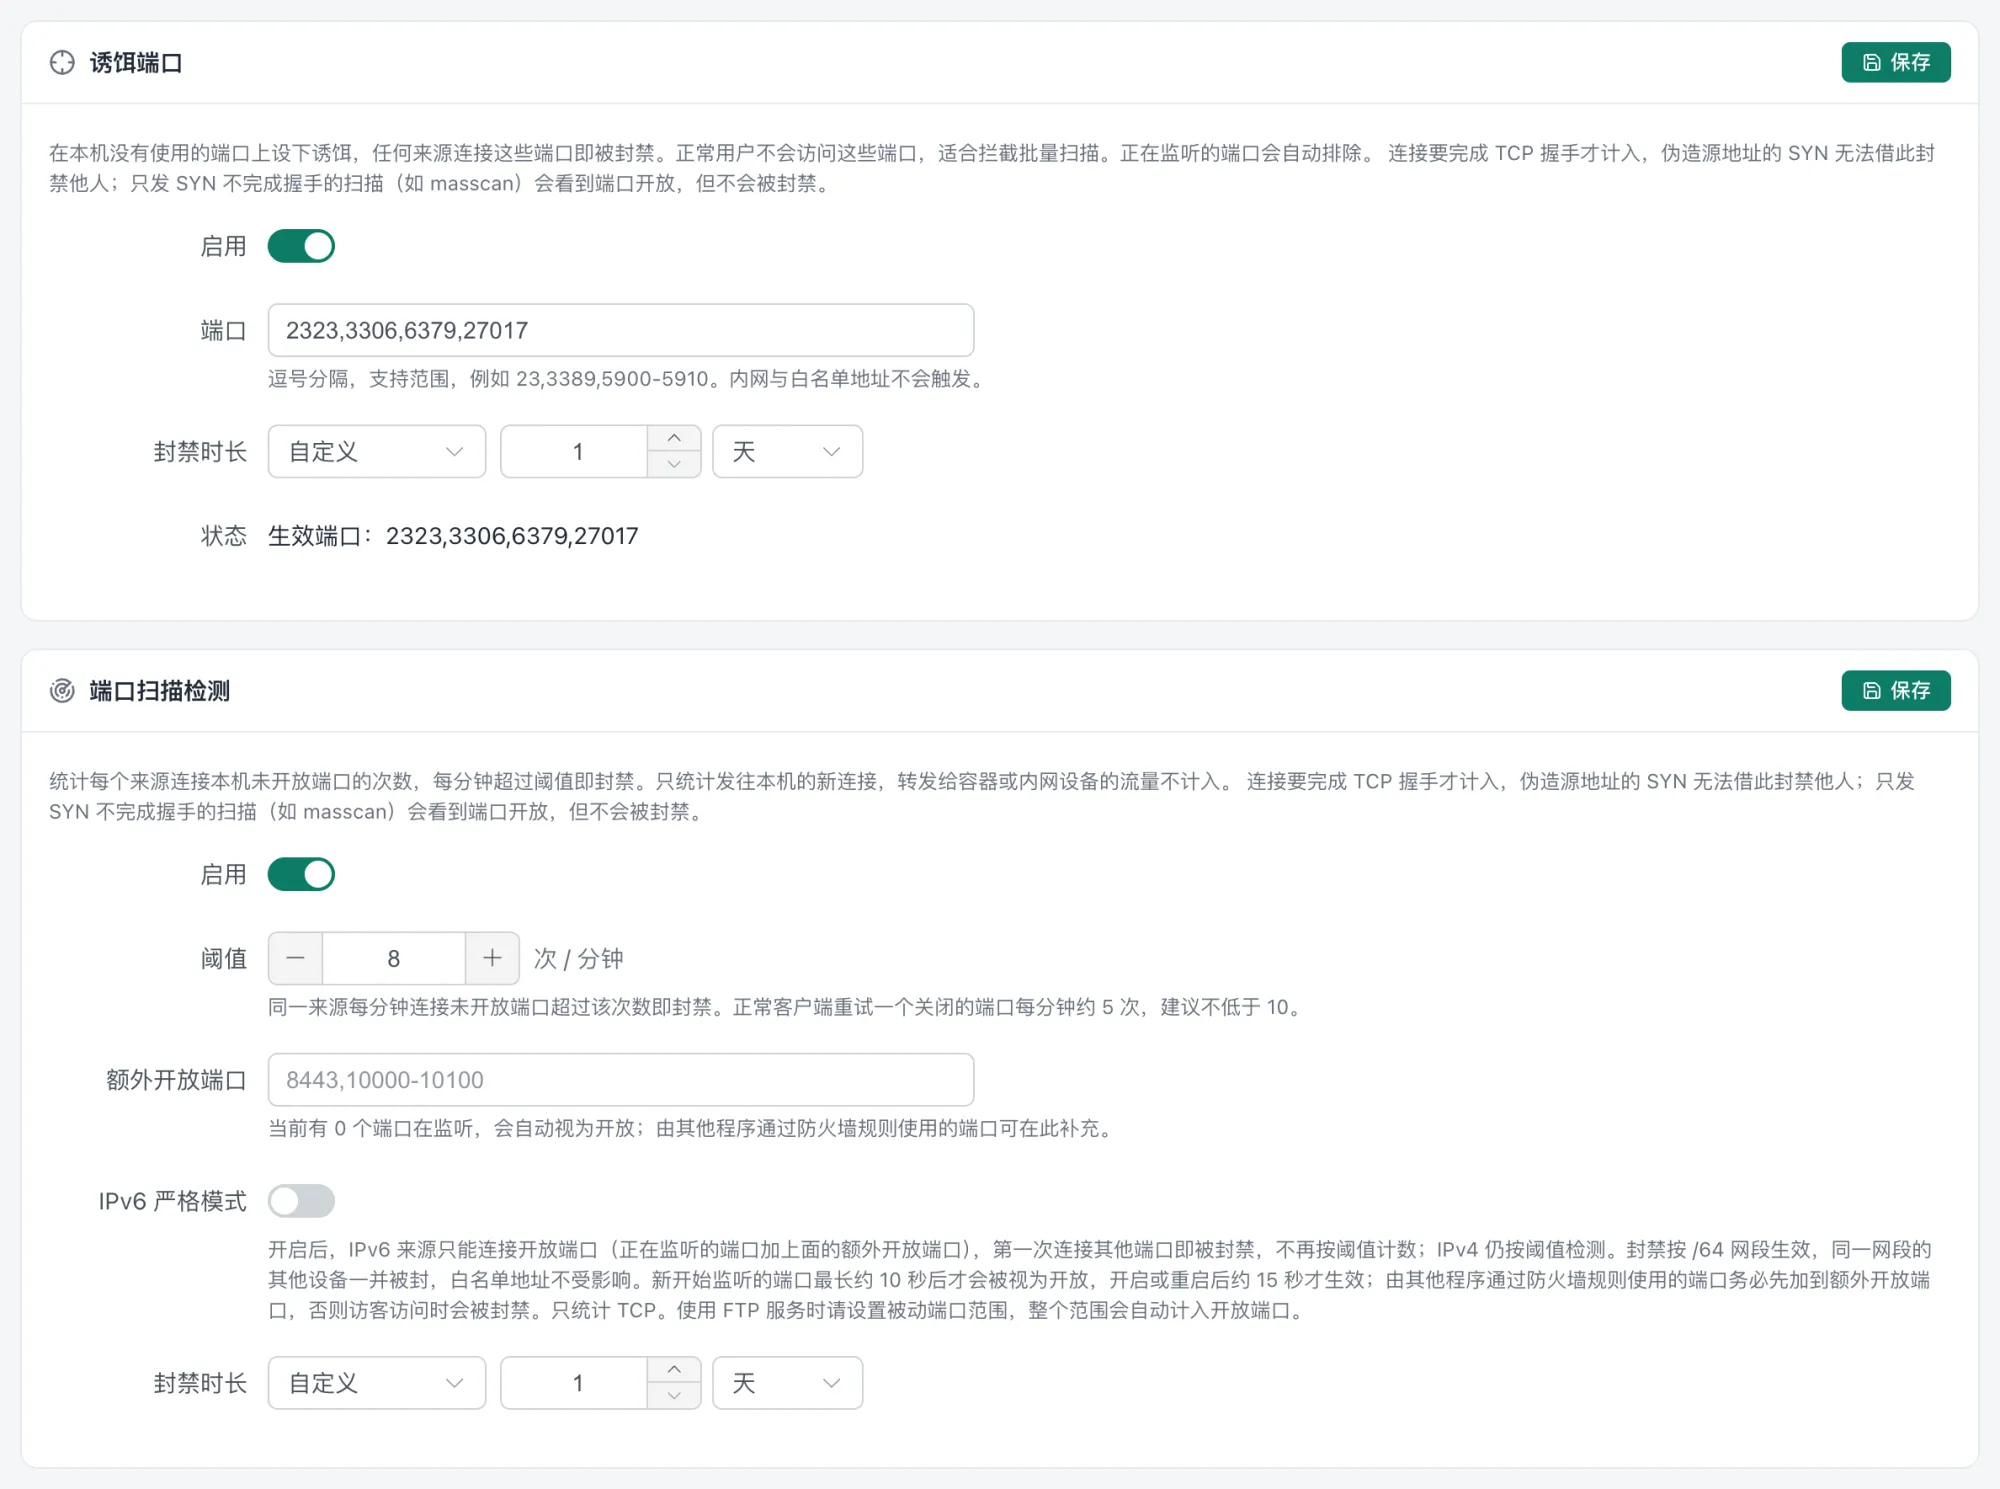 诱饵端口
保存
在本机没有使用的端口上设下诱饵，任何来源连接这些端口即被封禁。正常用户不会访问这些端口，适合拦截批量扫描。正在监听的端口会自动排除。 连接要完成 TCP 握手才计入，伪造源地址的 SYN 无法借此封
禁他人；只发 SYN 不完成握手的扫描（如 masscan）会看到端口开放，但不会被封禁。
启用
端口 2323,3306,6379,27017
逗号分隔，支持范围，例如 23,3389,5900-5910。内网与白名单地址不会触发。
封禁时长 自定义 1 天
状态 生效端口：2323,3306,6379,27017
端口扫描检测
保存
统计每个来源连接本机未开放端口的次数，每分钟超过阈值即封禁。只统计发往本机的新连接，转发给容器或内网设备的流量不计入。 连接要完成 TCP 握手才计入，伪造源地址的 SYN 无法借此封禁他人；只发
SYN 不完成握手的扫描（如 masscan）会看到端口开放，但不会被封禁。
启用
阈值 8 次 / 分钟
同一来源每分钟连接未开放端口超过该次数即封禁。正常客户端重试一个关闭的端口每分钟约 5 次，建议不低于 10。
额外开放端口 8443,10000-10100
当前有 0 个端口在监听，会自动视为开放；由其他程序通过防火墙规则使用的端口可在此补充。
IPv6 严格模式
开启后，IPv6 来源只能连接开放端口（正在监听的端口加上面的额外开放端口），第一次连接其他端口即被封禁，不再按阈值计数；IPv4 仍按阈值检测。封禁按 /64 网段生效，同一网段的
其他设备一并被封，白名单地址不受影响。新开始监听的端口最长约 10 秒后才会被视为开放，开启或重启后约 15 秒才生效；由其他程序通过防火墙规则使用的端口务必先加到额外开放端
口，否则访客访问时会被封禁。只统计 TCP。使用 FTP 服务时请设置被动端口范围，整个范围会自动计入开放端口。
封禁时长 自定义 1 天